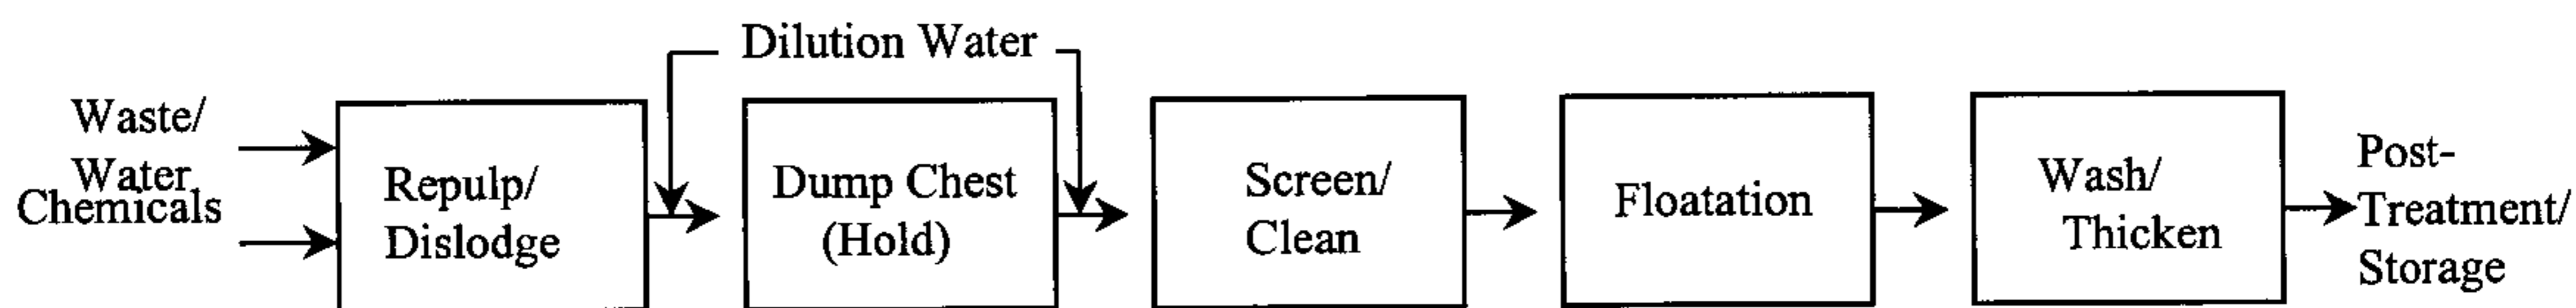 Dilution Water
Waste/
Water
Chemicals
Repulp/
Dislodge
Dump Chest
(Hold)
Screen/
Clean
Floatation
Wash/
Thicken
Post-
Treatment/
Storage